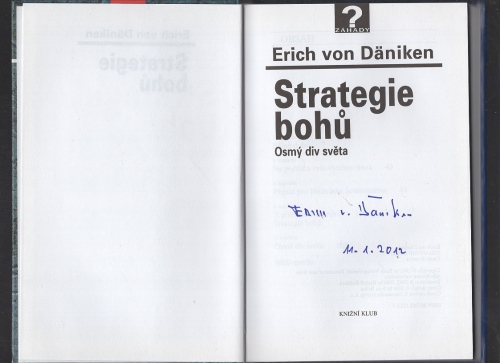 ?
ZÁHADY
Erich von Däniken
Strategie
bohů
Osmý div světa
Erich v. Däniken
11.1.2012
KNIŽNÍ KLUB